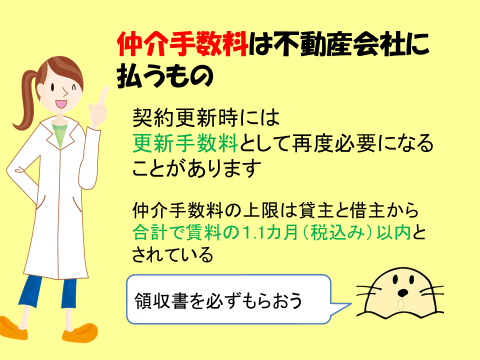 仲介手数料は不動産会社に
払うもの
契約更新時には
更新手数料として再度必要になる
ことがあります
仲介手数料の上限は貸主と借主から
合計で賃料の1.1カ月（税込み）以内と
されている
領収書を必ずもらおう